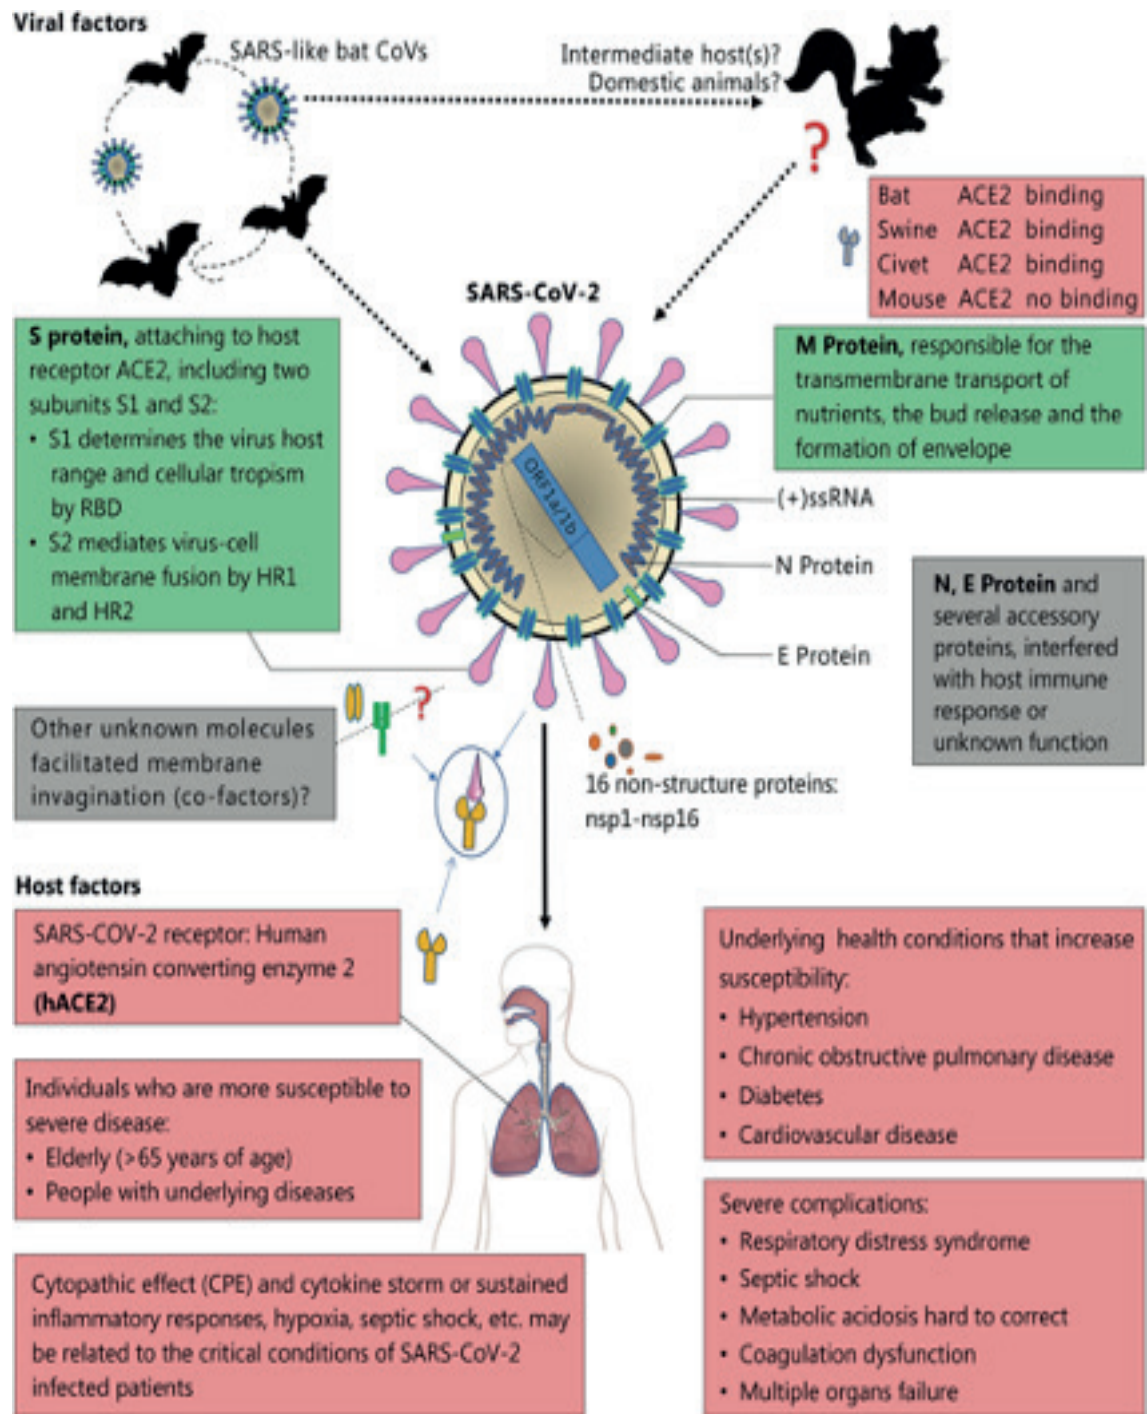 Viral factors
SARS-like bat CoVs
Intermediate host(s)?
Domestic animals?
?
Bat ACE2 binding
Swine ACE2 binding
Civet ACE2 binding
Mouse ACE2 no binding
SARS-CoV-2
S protein, attaching to host
receptor ACE2, including two
subunits S1 and S2:
• S1 determines the virus host
range and cellular tropism
by RBD
• S2 mediates virus-cell
membrane fusion by HR1
and HR2
M Protein, responsible for the
transmembrane transport of
nutrients, the bud release and the
formation of envelope
ORF1a/1b
(+)ssRNA
N Protein
E Protein
N, E Protein and
several accessory
proteins, interfered
with host immune
response or
unknown function
?
Other unknown molecules
facilitated membrane
invagination (co-factors)?
16 non-structure proteins:
nsp1-nsp16
Host factors
SARS-COV-2 receptor: Human
angiotensin converting enzyme 2
(hACE2)
Individuals who are more susceptible to
severe disease:
• Elderly (>65 years of age)
• People with underlying diseases
Cytopathic effect (CPE) and cytokine storm or sustained
inflammatory responses, hypoxia, septic shock, etc. may
be related to the critical conditions of SARS-CoV-2
infected patients
Underlying health conditions that increase
susceptibility:
• Hypertension
• Chronic obstructive pulmonary disease
• Diabetes
• Cardiovascular disease
Severe complications:
• Respiratory distress syndrome
• Septic shock
• Metabolic acidosis hard to correct
• Coagulation dysfunction
• Multiple organs failure